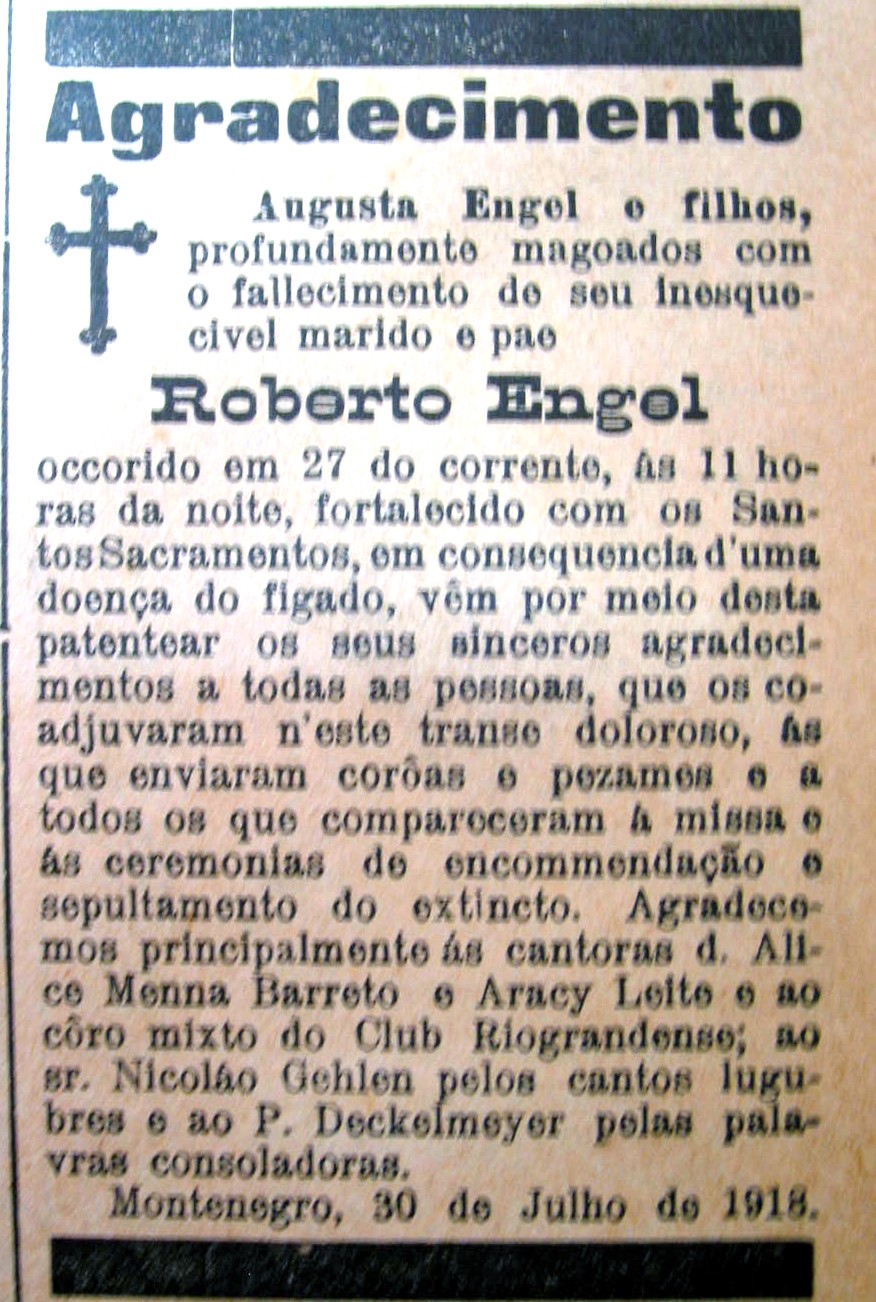 Agradecimento
Augusta Engel e filhos,
profundamente magoados com
o fallecimento de seu inesque-
civel marido e pae
Roberto Engel
occorido em 27 do corrente, ás 11 ho-
ras da noite, fortalecido com os San-
tos Sacramentos, em consequencia d'uma
doença do figado, vêm por meio desta
patentear os seus sinceros agradeci-
mentos a todas as pessoas, que os co-
adjuvaram n'este transe doloroso, ás
que enviaram corôas e pezames e a
todos os que compareceram á missa e
ás ceremonias de encommendação e
sepultamento do extincto. Agradece-
mos principalmente ás cantoras d. Ali-
ce Menna Barreto e Aracy Leite e ao
côro mixto do Club Riograndense; ao
sr. Nicoláo Gehlen pelos cantos lugu-
bres e ao P. Deckelmeyer pelas pala-
vras consoladoras.
Montenegro, 30 de Julho de 1918.